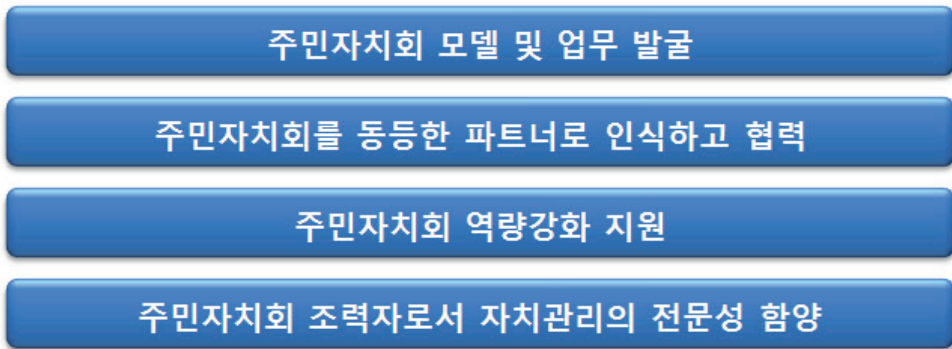 주민자치회 모델 및 업무 발굴
주민자치회를 동등한 파트너로 인식하고 협력
주민자치회 역량강화 지원
주민자치회 조력자로서 자치관리의 전문성 함양